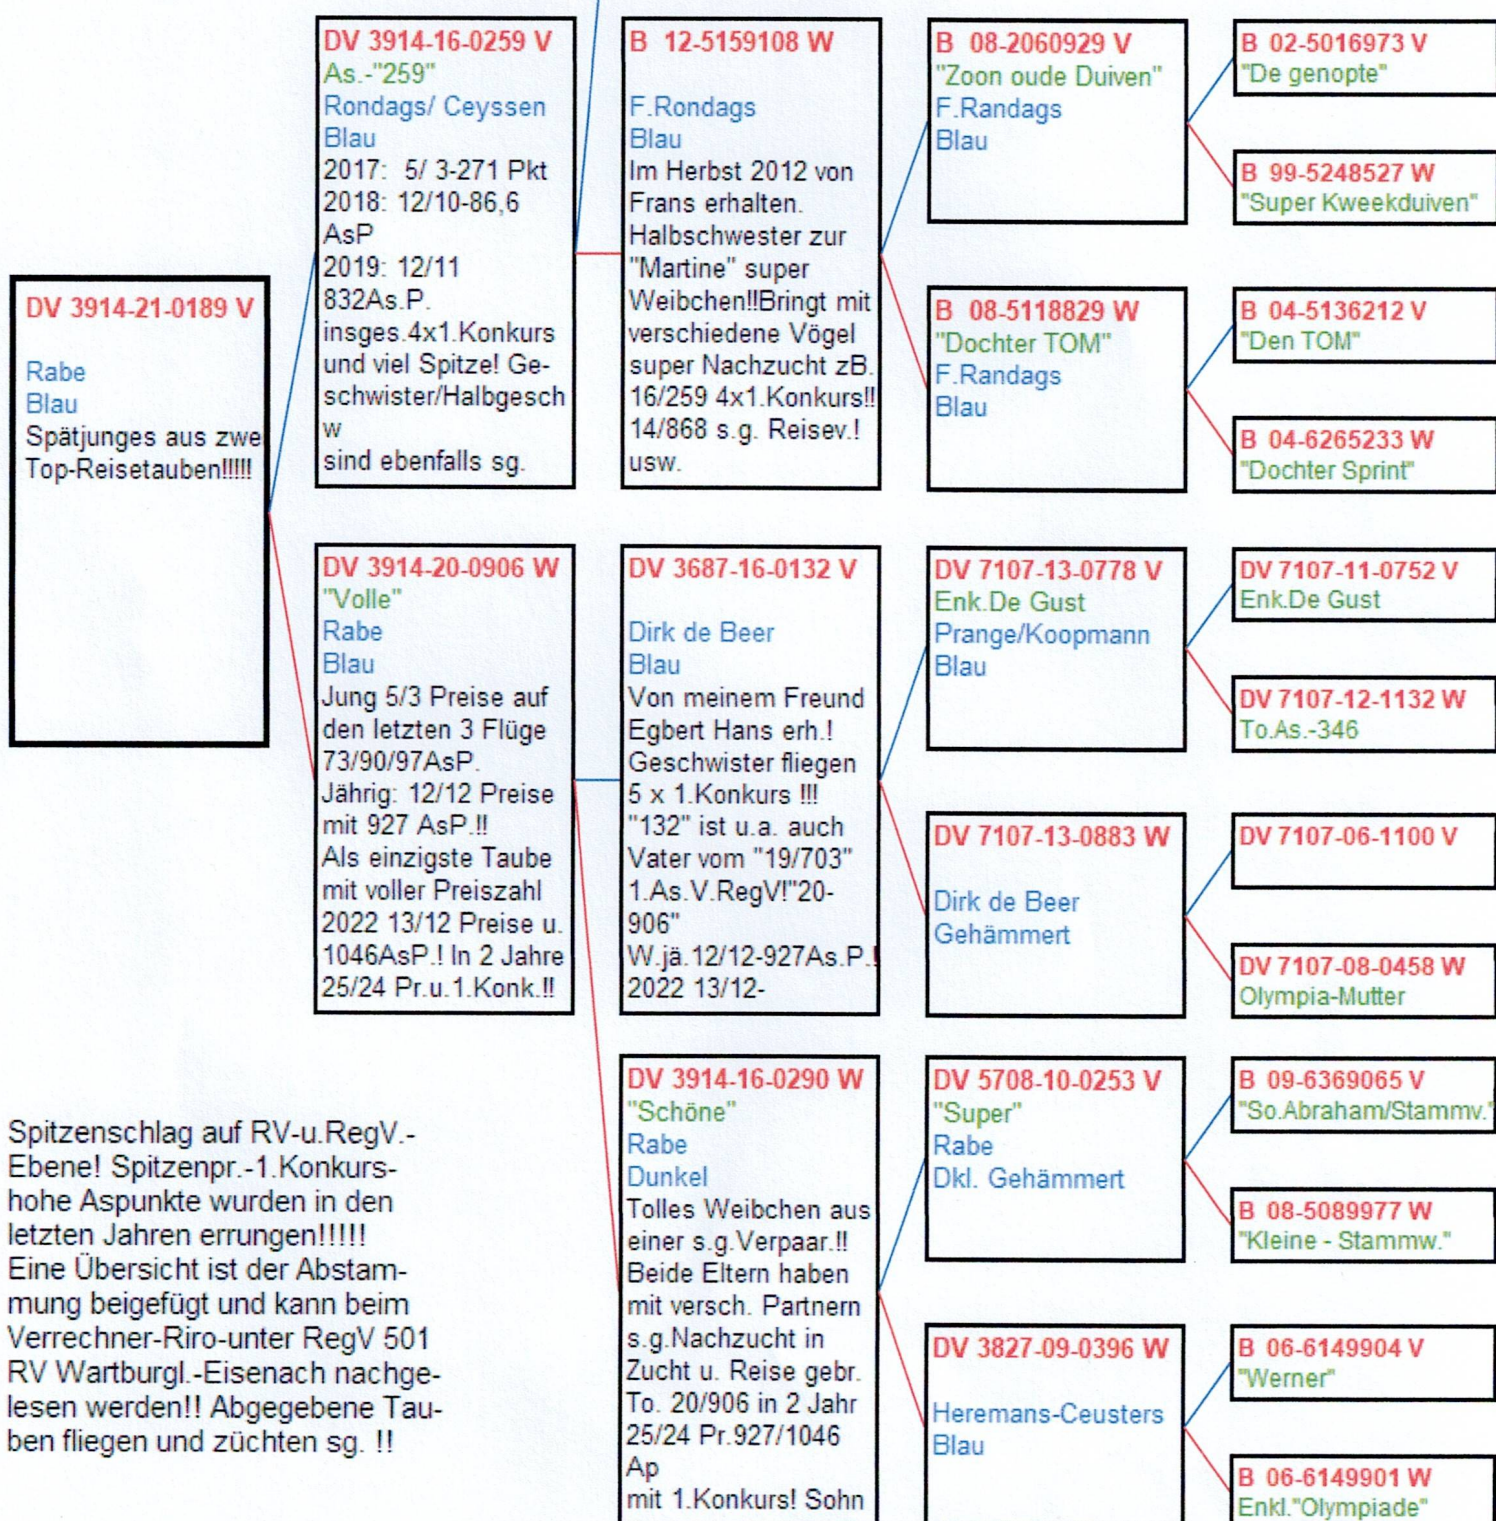 DV 3914-21-0189 V
Rabe
Blau
Spätjunges aus zwe
Top-Reisetauben!!!!!
DV 3914-16-0259 V
As.-"259"
Rondags/ Ceyssen
Blau
2017:  5/ 3-271 Pkt
2018: 12/10-86,6
AsP
2019: 12/11
832As.P.
insges.4x1.Konkurs
und viel Spitze! Ge-
schwister/Halbgesch
w
sind ebenfalls sg.
DV 3914-20-0906 W
"Volle"
Rabe
Blau
Jung 5/3 Preise auf
den letzten 3 Flüge
73/90/97AsP.
Jährig: 12/12 Preise
mit 927 AsP.!!
Als einzigste Taube
mit voller Preiszahl
2022 13/12 Preise u.
1046AsP.! In 2 Jahre
25/24 Pr.u.1.Konk.!!
B  12-5159108 W
F.Rondags
Blau
Im Herbst 2012 von
Frans erhalten.
Halbschwester zur
"Martine" super
Weibchen!!Bringt mit
verschiedene Vögel
super Nachzucht zB.
16/259 4x1.Konkurs!!
14/868 s.g. Reisev.!
usw.
DV 3687-16-0132 V
Dirk de Beer
Blau
Von meinem Freund
Egbert Hans erh.!
Geschwister fliegen
5 x 1.Konkurs !!!
"132" ist u.a. auch
Vater vom "19/703"
1.As.V.RegV!"20-
906"
W.jä.12/12-927As.P.!
2022 13/12-
DV 3914-16-0290 W
"Schöne"
Rabe
Dunkel
Tolles Weibchen aus
einer s.g.Verpaar.!!
Beide Eltern haben
mit versch. Partnern
s.g.Nachzucht in
Zucht u. Reise gebr.
To. 20/906 in 2 Jahr
25/24 Pr.927/1046
Ap
mit 1.Konkurs! Sohn
B  08-2060929 V
"Zoon oude Duiven"
F.Randags
Blau
B  08-5118829 W
"Dochter TOM"
F.Randags
Blau
DV 7107-13-0778 V
Enk.De Gust
Prange/Koopmann
Blau
DV 7107-13-0883 W
Dirk de Beer
Gehämmert
DV 5708-10-0253 V
"Super"
Rabe
Dkl. Gehämmert
DV 3827-09-0396 W
Heremans-Ceusters
Blau
B  02-5016973 V
"De genopte"
B  99-5248527 W
"Super Kweekduiven"
B  04-5136212 V
"Den TOM"
B  04-6265233 W
"Dochter Sprint"
DV 7107-11-0752 V
Enk.De Gust
DV 7107-12-1132 W
To.As.-346
DV 7107-06-1100 V
DV 7107-08-0458 W
Olympia-Mutter
B  09-6369065 V
"So.Abraham/Stammv."
B  08-5089977 W
"Kleine - Stammw."
B  06-6149904 V
"Werner"
B  06-6149901 W
Enkl."Olympiade"
Spitzenschlag auf RV-u.RegV.-
Ebene! Spitzenpr.-1.Konkurs-
hohe Aspunkte wurden in den
letzten Jahren errungen!!!!!
Eine Übersicht ist der Abstam-
mung beigefügt und kann beim
Verrechner-Riro-unter RegV 501
RV Wartburgl.-Eisenach nachge-
lesen werden!! Abgegebene Tau-
ben fliegen und züchten sg. !!